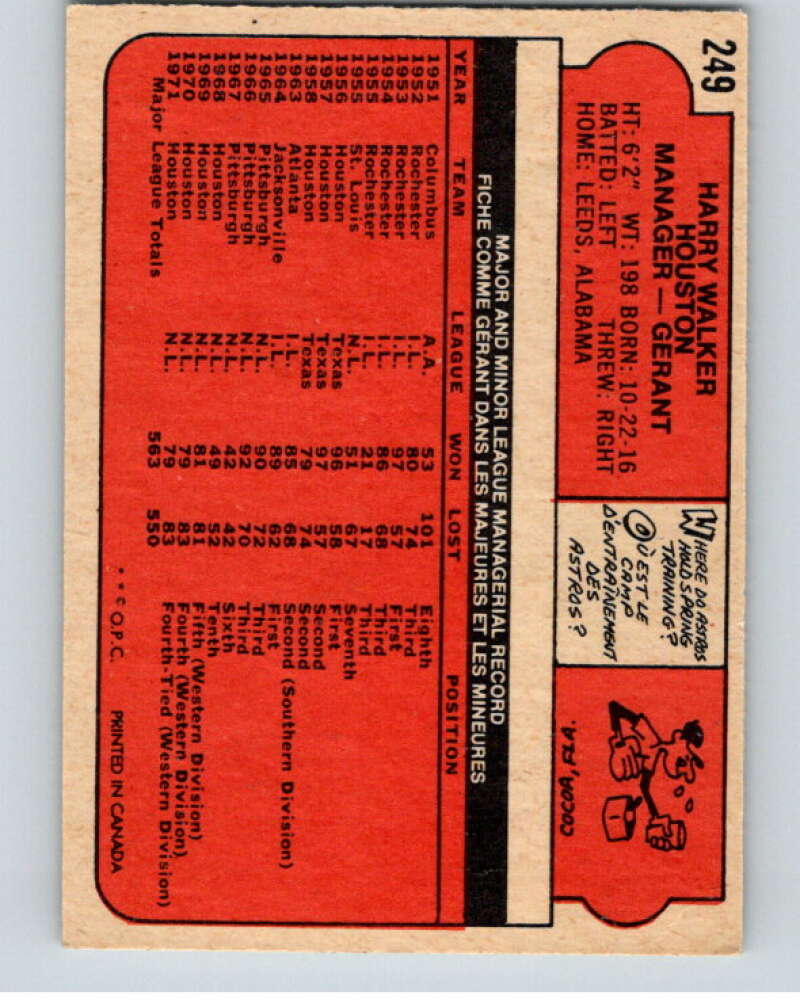 249
HARRY WALKER
HOUSTON
MANAGER — GERANT
HT: 6'2" WT: 198 BORN: 10-22-16
BATTED: LEFT THREW: RIGHT
HOME: LEEDS, ALABAMA
WHERE DO ASTROS
HOLD SPRING
TRAINING?
OÙ EST LE
CAMP
D'ENTRAÎNEMENT
DES
ASTROS?
COCOA, FLA.
MAJOR AND MINOR LEAGUE MANAGERIAL RECORD
FICHE COMME GÉRANT DANS LES MAJEURES ET LES MINEURES
YEAR TEAM LEAGUE WON LOST POSITION
1951 Columbus A.A. 53 101 Eighth
1952 Rochester I.L. 80 74 Third
1953 Rochester I.L. 97 57 First
1954 Rochester I.L. 86 68 Third
1955 Rochester I.L. 21 17 Third
1955 St. Louis N.L. 51 67 Seventh
1956 Houston Texas 96 58 First
1957 Houston Texas 97 57 Second
1958 Houston Texas 79 74 Second
1963 Atlanta I.L. 85 68 Second (Southern Division)
1964 Jacksonville I.L. 89 62 First
1965 Pittsburgh N.L. 90 72 Third
1966 Pittsburgh N.L. 92 70 Third
1967 Pittsburgh N.L. 42 42 Sixth
1968 Houston N.L. 49 52 Tenth
1969 Houston N.L. 81 81 Fifth (Western Division)
1970 Houston N.L. 79 83 Fourth (Western Division)
1971 Houston N.L. 79 83 Fourth-Tied (Western Division)
Major League Totals 563 550
**© O.P.C. PRINTED IN CANADA